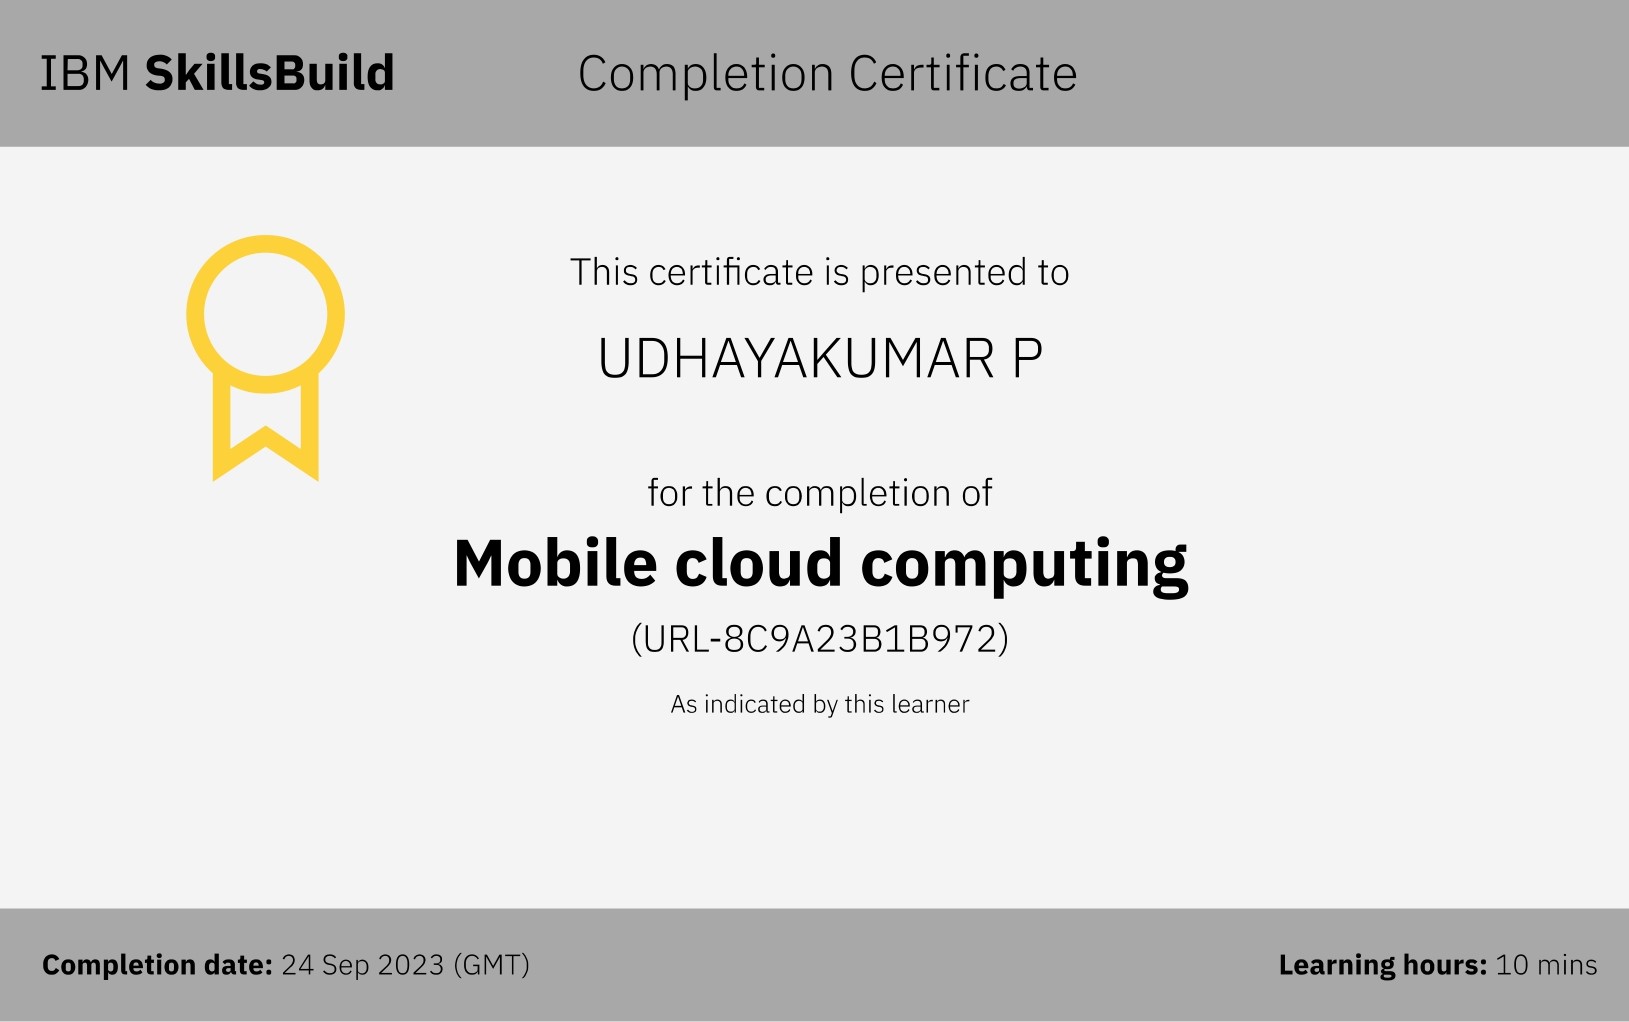 IBM SkillsBuild
Completion Certificate
This certificate is presented to
UDHAYAKUMAR P
for the completion of
Mobile cloud computing
(URL-8C9A23B1B972)
As indicated by this learner
Completion date: 24 Sep 2023 (GMT)
Learning hours: 10 mins